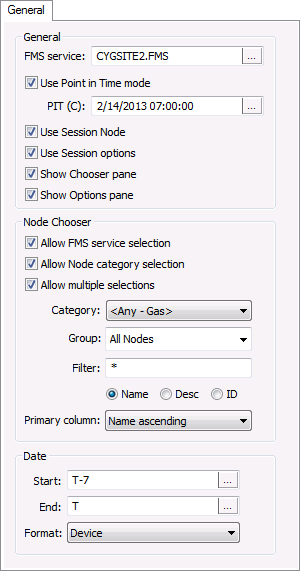 General
General
FMS service: CYGSITE2.FMS ...
Use Point in Time mode
PIT (C): 2/14/2013 07:00:00 ...
Use Session Node
Use Session options
Show Chooser pane
Show Options pane
Node Chooser
Allow FMS service selection
Allow Node category selection
Allow multiple selections
Category: <Any - Gas>
Group: All Nodes
Filter: *
Name Desc ID
Primary column: Name ascending
Date
Start: T-7 ...
End: T ...
Format: Device